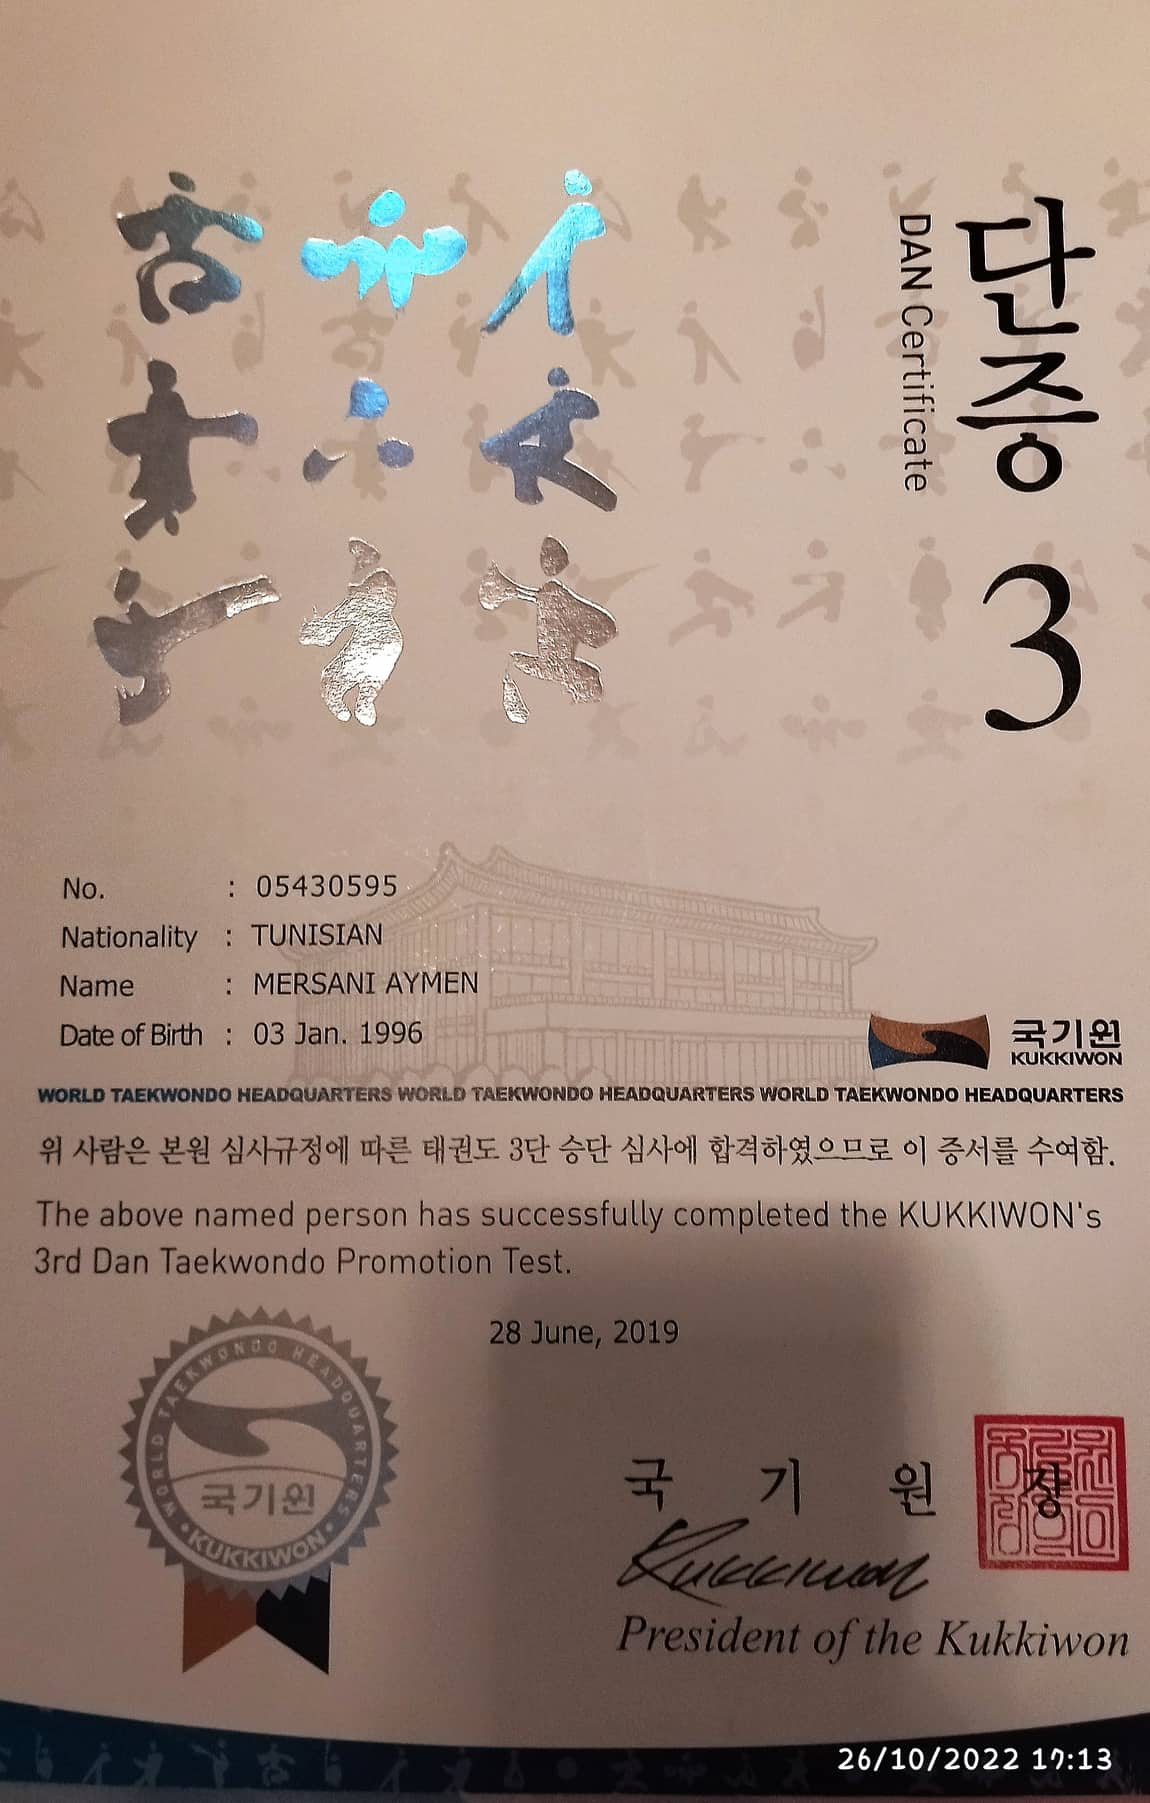 단증 3
DAN Certificate
No. : 05430595
Nationality : TUNISIAN
Name : MERSANI AYMEN
Date of Birth : 03 Jan. 1996
국기원
KUKKIWON
WORLD TAEKWONDO HEADQUARTERS WORLD TAEKWONDO HEADQUARTERS WORLD TAEKWONDO HEADQUARTERS
위 사람은 본원 심사규정에 따른 태권도 3단 승단 심사에 합격하였으므로 이 증서를 수여함.
The above named person has successfully completed the KUKKIWON's
3rd Dan Taekwondo Promotion Test.
28 June, 2019
WORLD TAEKWONDO HEADQUARTERS
국기원
KUKKIWON
국 기 원 장
Kukkiwon
President of the Kukkiwon
26/10/2022 17:13